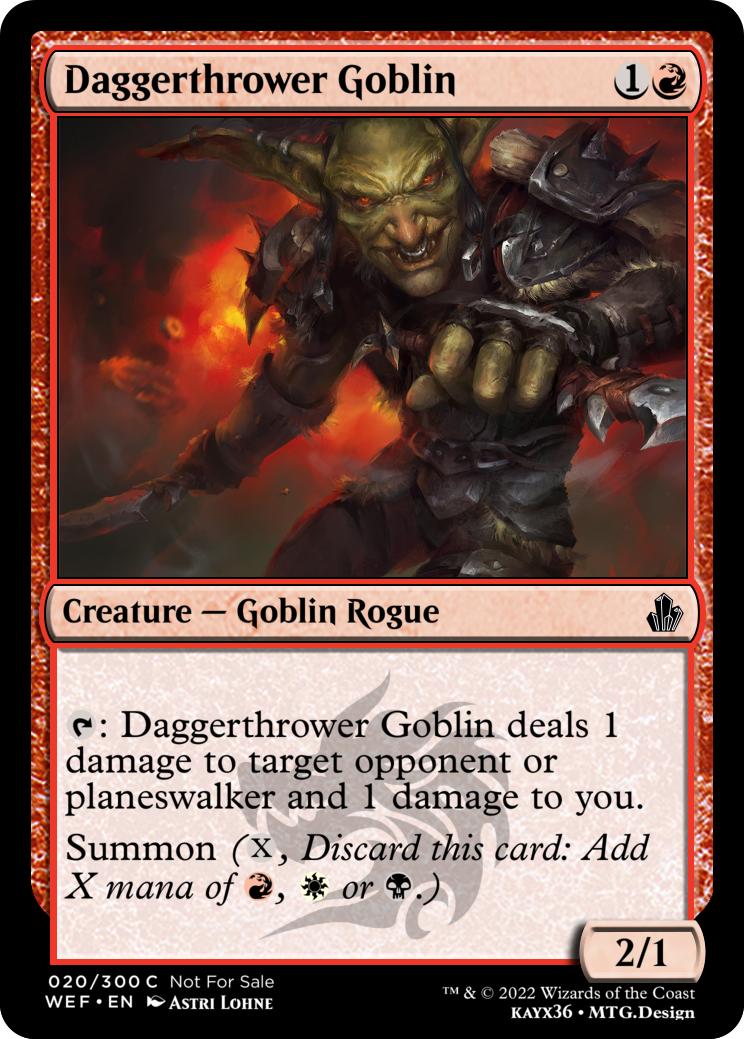 Daggerthrower Goblin 1
Creature — Goblin Rogue
: Daggerthrower Goblin deals 1
damage to target opponent or
planeswalker and 1 damage to you.
Summon (X, Discard this card: Add
X mana of , or .)
2/1
020/300 C Not For Sale
WEF • EN Astri Lohne
™ & © 2022 Wizards of the Coast
KAYX36 • MTG.Design